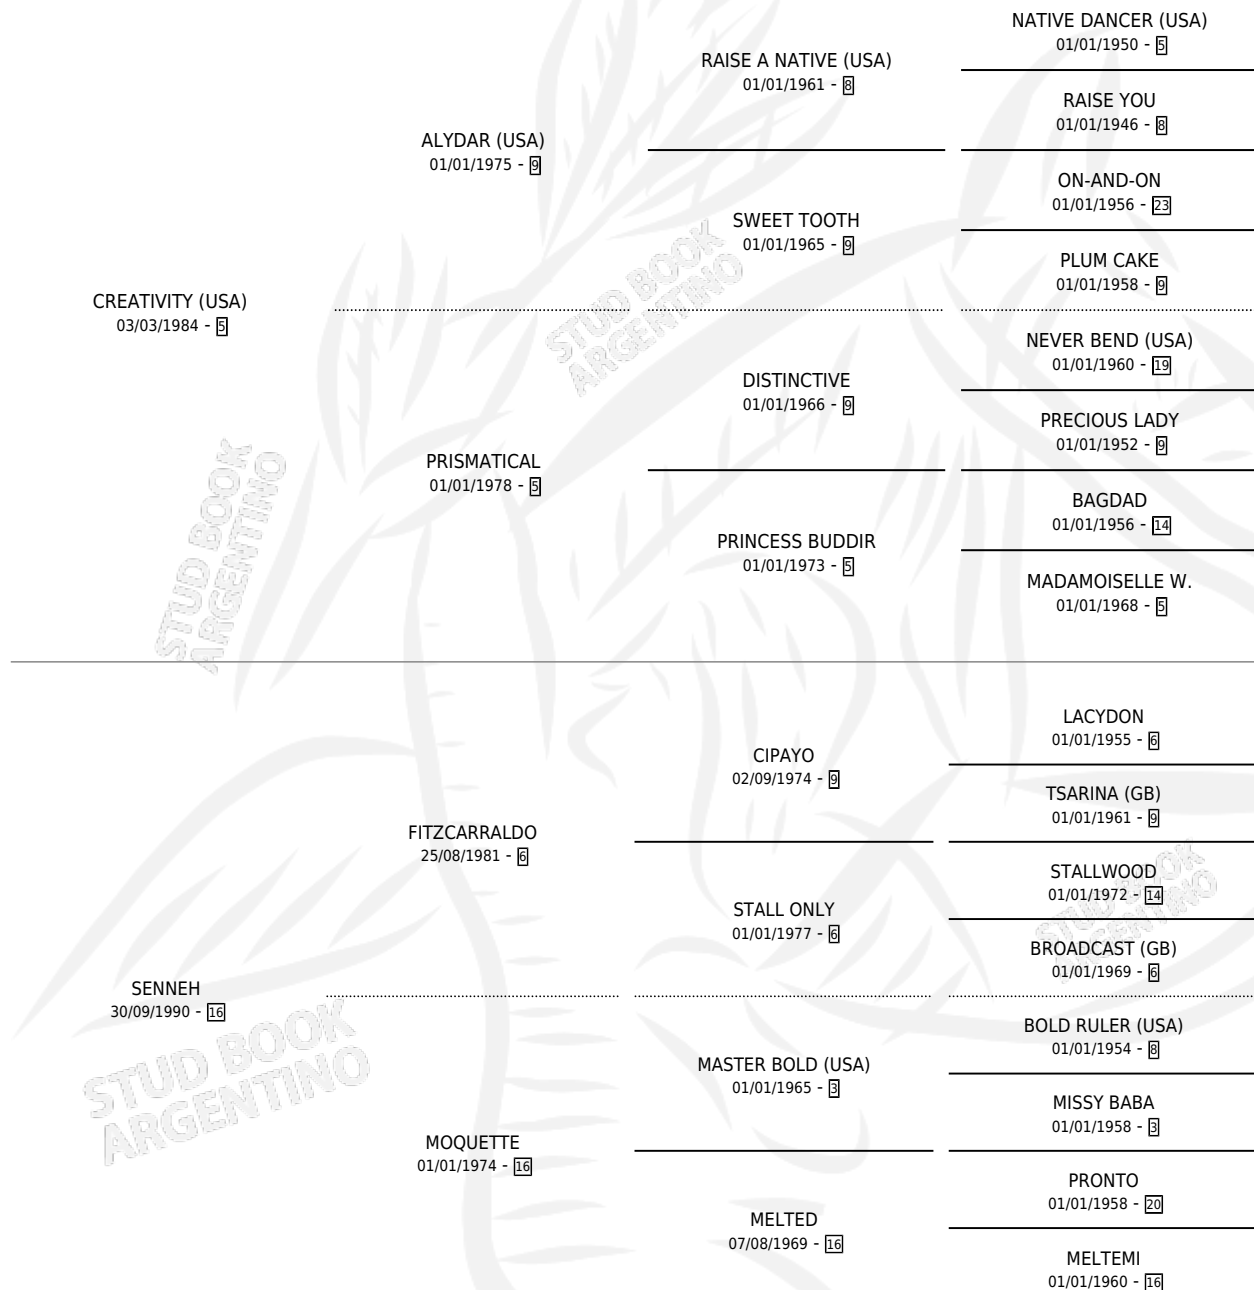 NATIVE DANCER (USA)
01/01/1950 - 5
RAISE A NATIVE (USA)
01/01/1961 - 8
RAISE YOU
01/01/1946 - 8
ALYDAR (USA)
01/01/1975 - 9
ON-AND-ON
01/01/1956 - 23
SWEET TOOTH
01/01/1965 - 9
PLUM CAKE
01/01/1958 - 9
CREATIVITY (USA)
03/03/1984 - 5
NEVER BEND (USA)
01/01/1960 - 19
DISTINCTIVE
01/01/1966 - 9
PRECIOUS LADY
01/01/1952 - 9
PRISMATICAL
01/01/1978 - 5
BAGDAD
01/01/1956 - 14
PRINCESS BUDDIR
01/01/1973 - 5
MADAMOISELLE W.
01/01/1968 - 5
LACYDON
01/01/1955 - 6
CIPAYO
02/09/1974 - 9
TSARINA (GB)
01/01/1961 - 9
FITZCARRALDO
25/08/1981 - 6
STALLWOOD
01/01/1972 - 14
STALL ONLY
01/01/1977 - 6
BROADCAST (GB)
01/01/1969 - 6
SENNEH
30/09/1990 - 16
BOLD RULER (USA)
01/01/1954 - 8
MASTER BOLD (USA)
01/01/1965 - 3
MISSY BABA
01/01/1958 - 3
MOQUETTE
01/01/1974 - 16
PRONTO
01/01/1958 - 20
MELTED
07/08/1969 - 16
MELTEMI
01/01/1960 - 16
STUD BOOK
ARGENTINO
STUD BOOK
ARGENTINO
STUD BOOK
ARGENTINO
STUD BOOK
ARGENTINO